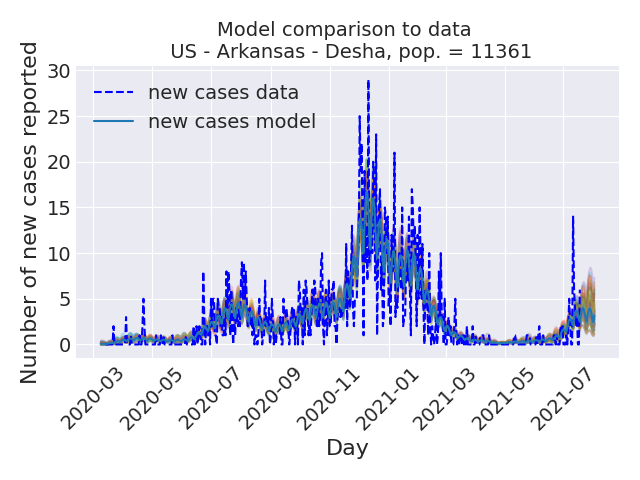 Model comparison to data
US - Arkansas - Desha, pop. = 11361
Number of new cases reported
30
25
20
15
10
5
0
new cases data
new cases model
2020-03
2020-05
2020-07
2020-09
2020-11
2021-01
2021-03
2021-05
2021-07
Day